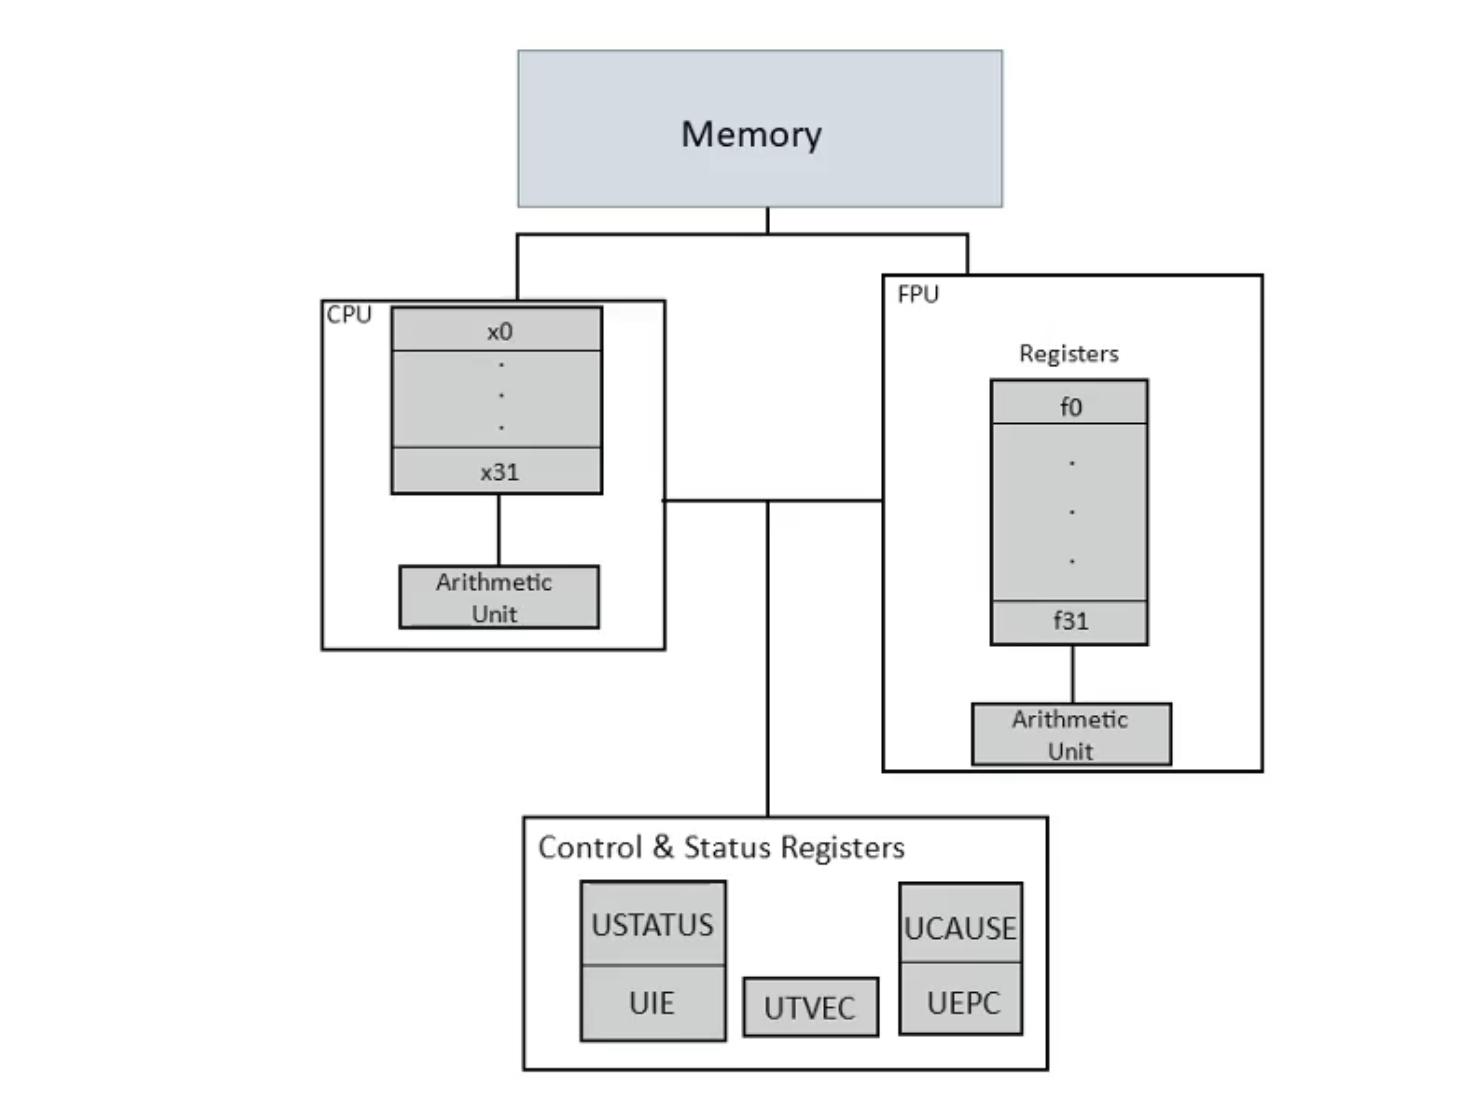 Memory
CPU
x0
.
.
.
x31
Arithmetic
Unit
FPU
Registers
f0
.
.
.
f31
Arithmetic
Unit
Control & Status Registers
USTATUS
UIE
UTVEC
UCAUSE
UEPC